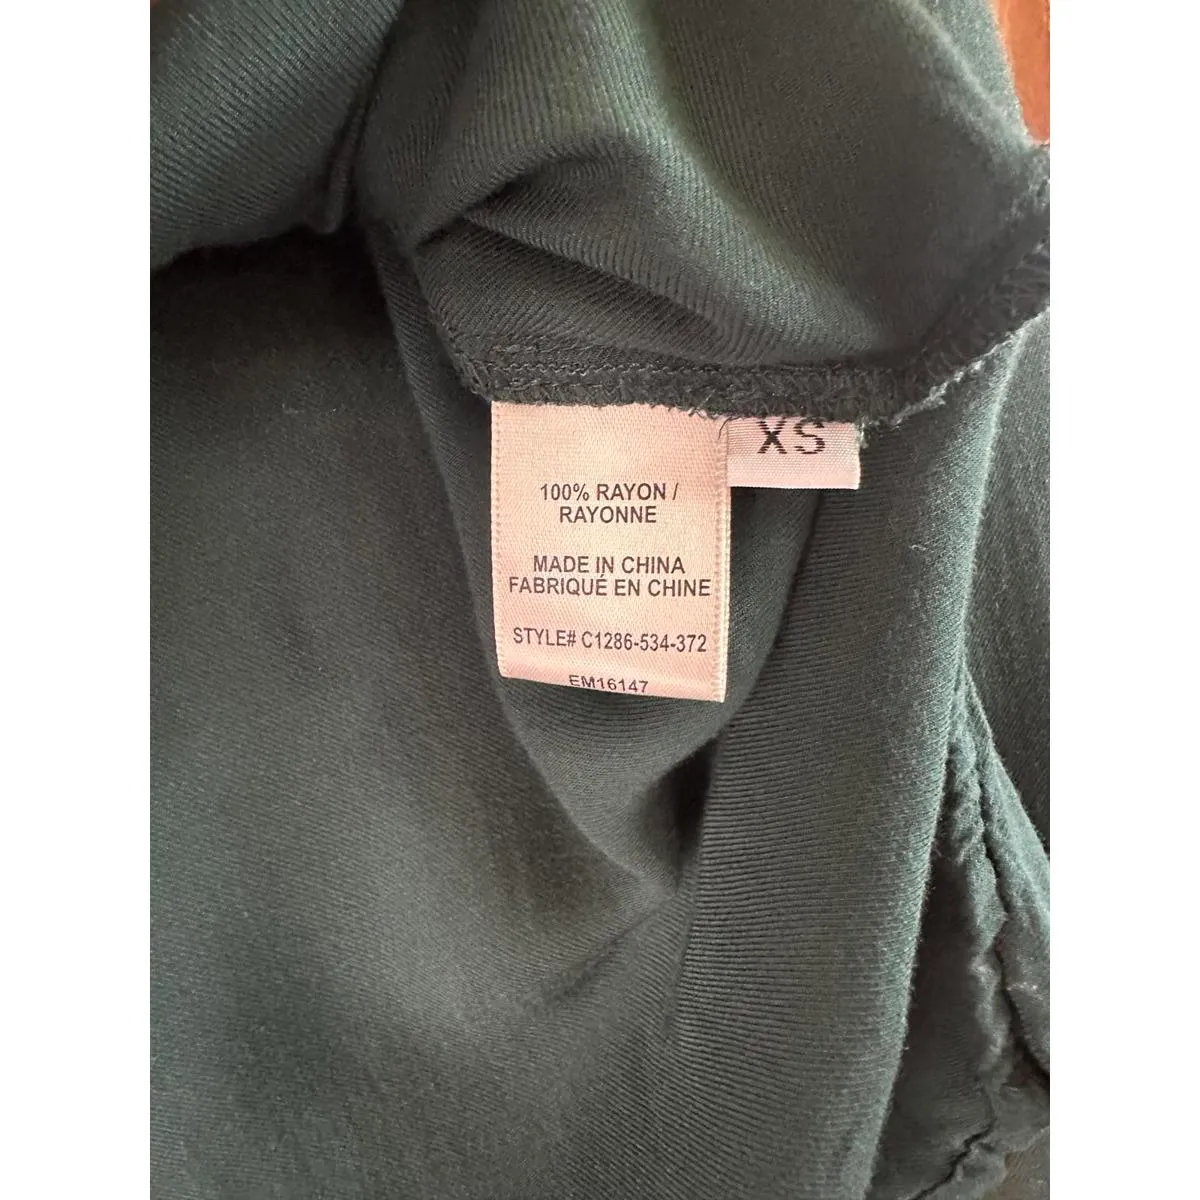 XS
100% RAYON /
RAYONNE
MADE IN CHINA
FABRIQUÉ EN CHINE
STYLE# C1286-534-372
EM16147